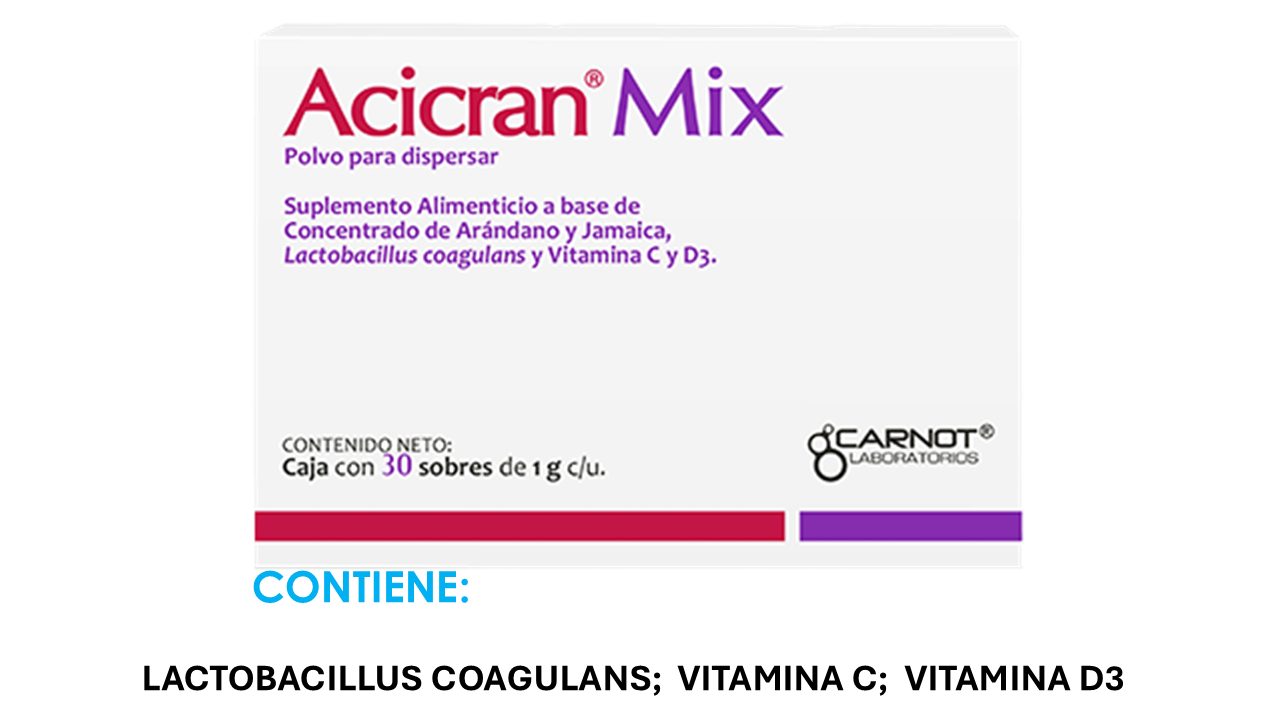 Acicran® Mix
Polvo para dispersar
Suplemento Alimenticio a base de
Concentrado de Arándano y Jamaica,
Lactobacillus coagulans y Vitamina C y D3.
CONTENIDO NETO:
Caja con 30 sobres de 1 g c/u.
CARNOT®
LABORATORIOS
CONTIENE:
LACTOBACILLUS COAGULANS; VITAMINA C; VITAMINA D3